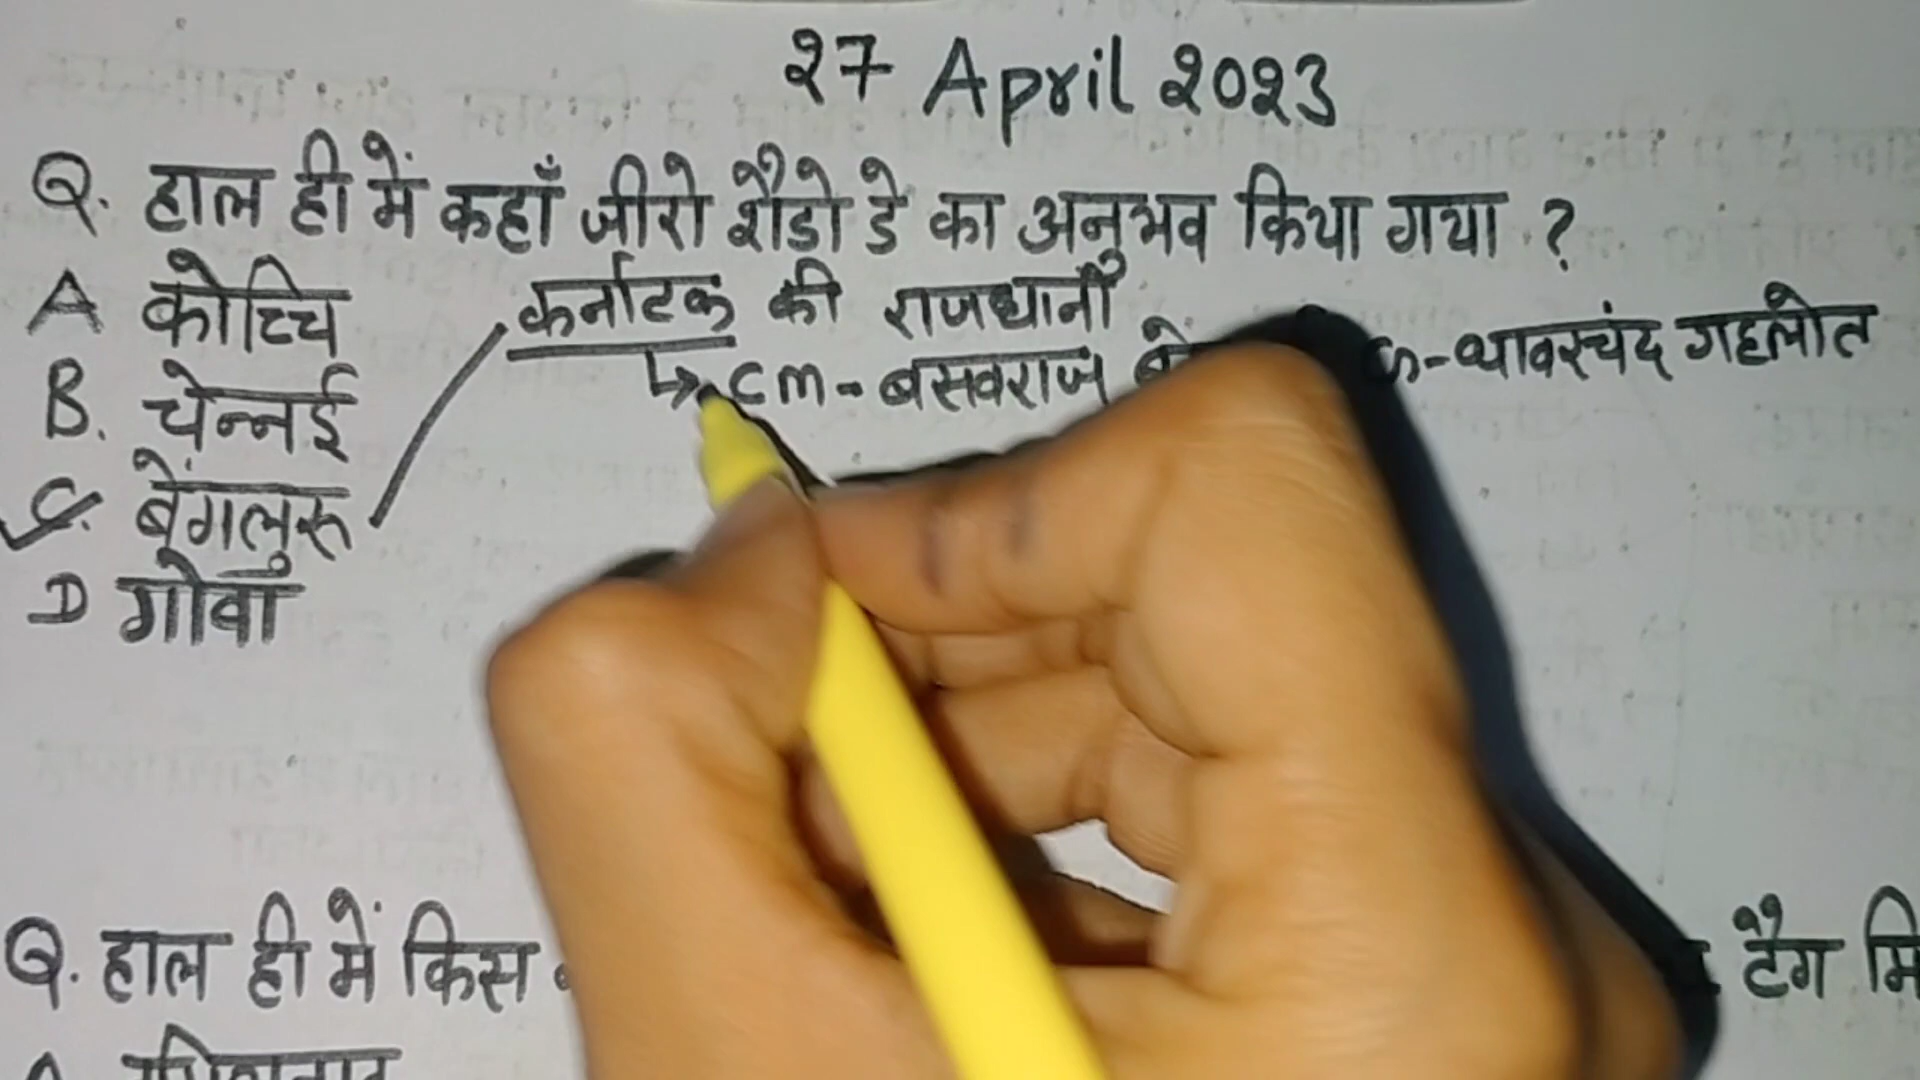 27 April 2023
Q. हाल ही में कहाँ जीरो शैडो डे का अनुभव किया गया ?
A कोच्चि
कर्नाटक की राजधानी
↳ cm - बसवराज - थावरचंद गहलोत
B. चेन्नई
C. बेंगलुरू
D गोवा
Q. हाल ही में किस टैग